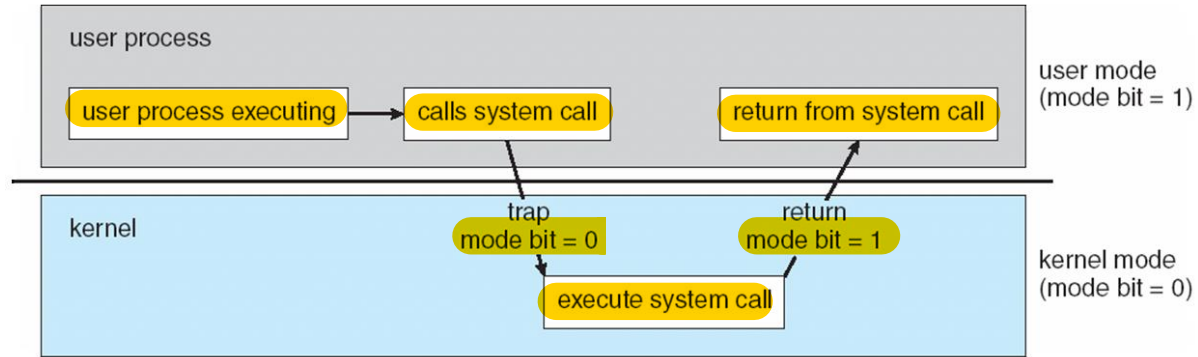 user process
user process executing
calls system call
return from system call
user mode
(mode bit = 1)
kernel
trap
mode bit = 0
return
mode bit = 1
execute system call
kernel mode
(mode bit = 0)